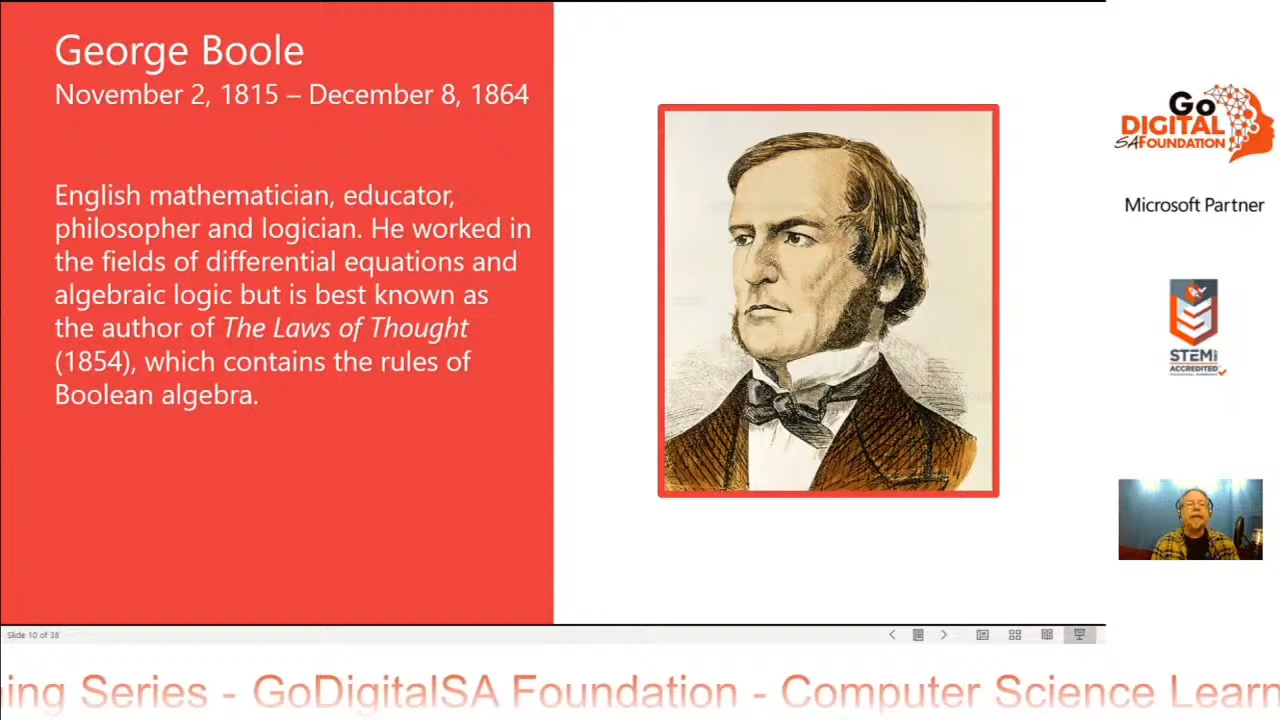 George Boole
November 2, 1815 – December 8, 1864
English mathematician, educator,
philosopher and logician. He worked in
the fields of differential equations and
algebraic logic but is best known as
the author of The Laws of Thought
(1854), which contains the rules of
Boolean algebra.
Go
DIGITAL
SAFOUNDATION
Microsoft Partner
STEM
ACCREDITED
Slide 10 of 38
ing Series - GoDigitalSA Foundation - Computer Science Learn